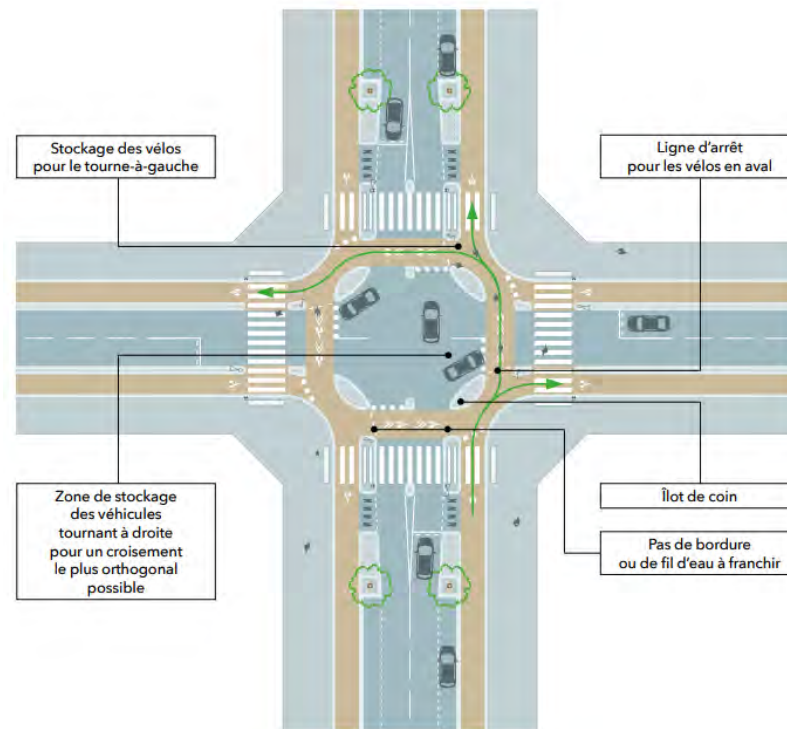 Stockage des vélos
pour le tourne-à-gauche
Ligne d'arrêt
pour les vélos en aval
Zone de stockage
des véhicules
tournant à droite
pour un croisement
le plus orthogonal
possible
Îlot de coin
Pas de bordure
ou de fil d'eau à franchir